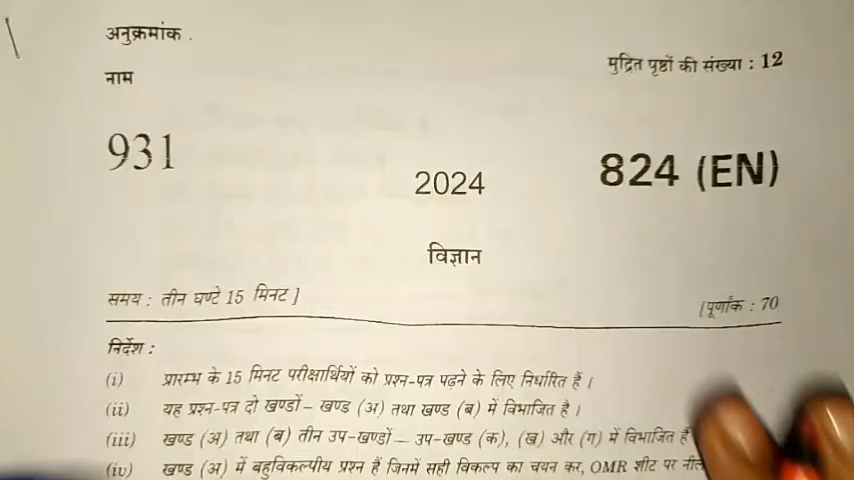 अनुक्रमांक .
मुद्रित पृष्ठों की संख्या : 12
नाम
931
2024
824 (EN)
विज्ञान
समय : तीन घण्टे 15 मिनट ]
[पूर्णांक : 70
निर्देश :
(i) प्रारम्भ के 15 मिनट परीक्षार्थियों को प्रश्न-पत्र पढ़ने के लिए निर्धारित हैं ।
(ii) यह प्रश्न-पत्र दो खण्डों – खण्ड (अ) तथा खण्ड (ब) में विभाजित है ।
(iii) खण्ड (अ) तथा (ब) तीन उप-खण्डों – उप-खण्ड (क), (ख) और (ग) में विभाजित हैं
(iv) खण्ड (अ) में बहुविकल्पीय प्रश्न हैं जिनमें सही विकल्प का चयन कर, OMR शीट पर